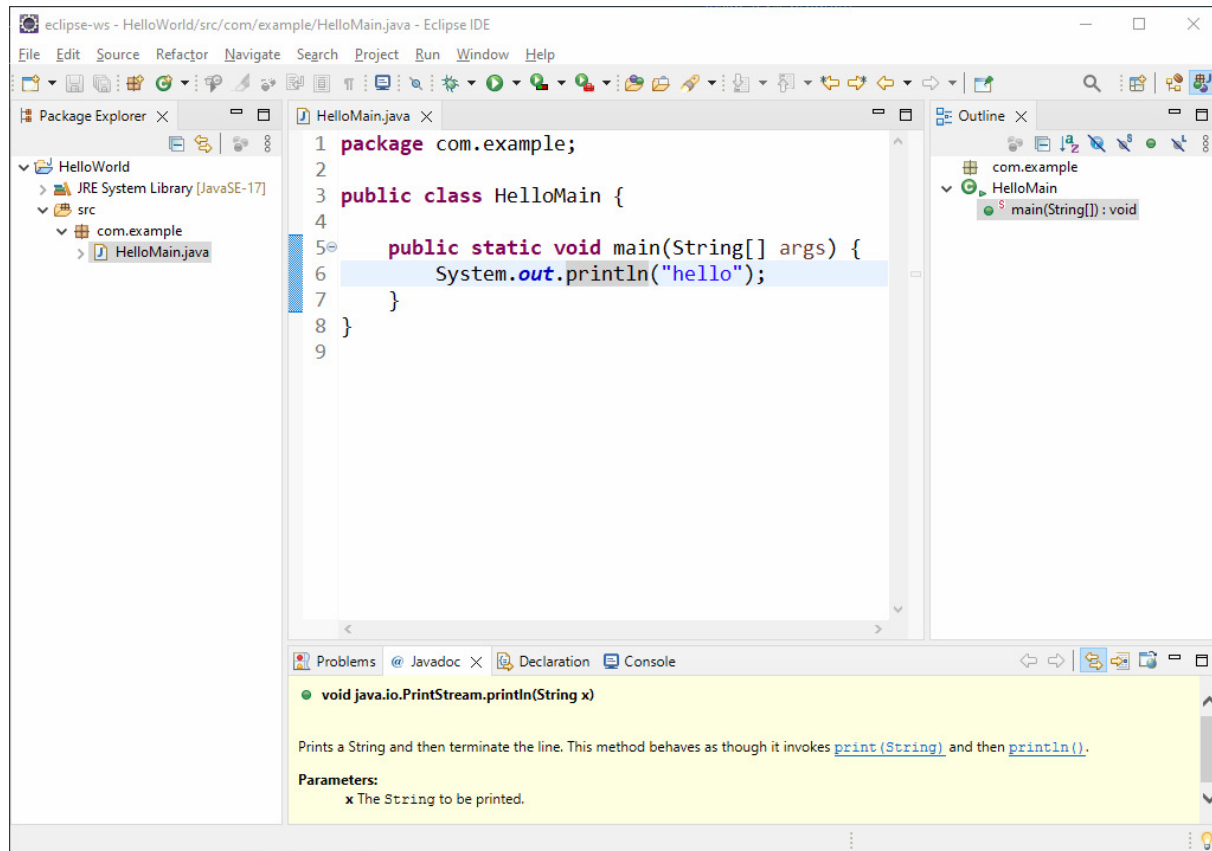 eclipse-ws - HelloWorld/src/com/example/HelloMain.java - Eclipse IDE
File Edit Source Refactor Navigate Search Project Run Window Help
Package Explorer
HelloWorld
JRE System Library [JavaSE-17]
src
com.example
HelloMain.java
HelloMain.java
1 package com.example;
2
3 public class HelloMain {
4
5 public static void main(String[] args) {
6 System.out.println("hello");
7 }
8 }
9
Outline
com.example
HelloMain
main(String[]) : void
Problems @ Javadoc Declaration Console
void java.io.PrintStream.println(String x)
Prints a String and then terminate the line. This method behaves as though it invokes print(String) and then println().
Parameters:
x The String to be printed.